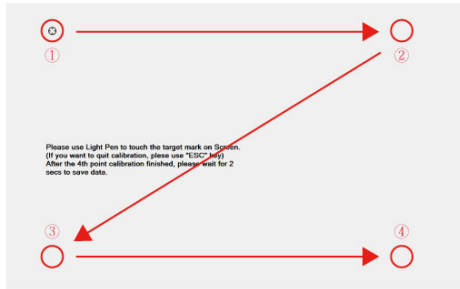 ①
②
Please use Light Pen to touch the target mark on Screen.
(If you want to quit calibration, plese use "ESC" key)
After the 4th point calibration finished, please wait for 2
secs to save data.
③
④